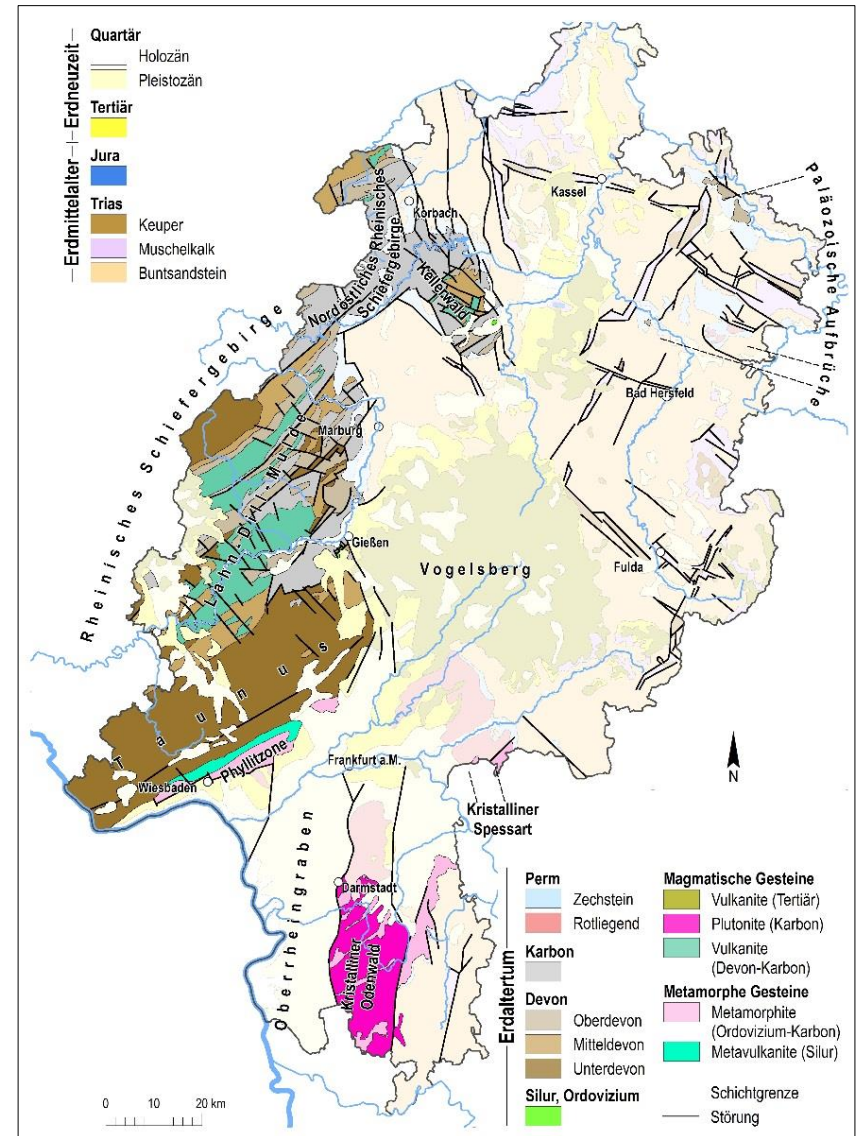 Quartär
Holozän
Pleistozän
Tertiär
Jura
Trias
Keuper
Muschelkalk
Buntsandstein
Erdmittelalter
Erdneuzeit
Paläozoische Aufbrüche
Kassel
Korbach
Nordöstliches Rheinisches
Schiefergebirge
Kellerwald
Bad Hersfeld
Rheinisches Schiefergebirge
Marburg
Lahn-Dill-Mulde
Gießen
Vogelsberg
Fulda
Taunus
Phyllitzone
Wiesbaden
Frankfurt a.M.
N
Kristalliner
Spessart
Oberrheingraben
Darmstadt
Kristalliner
Odenwald
Erdaltertum
Perm
Zechstein
Rotliegend
Karbon
Devon
Oberdevon
Mitteldevon
Unterdevon
Silur, Ordovizium
Magmatische Gesteine
Vulkanite (Tertiär)
Plutonite (Karbon)
Vulkanite
(Devon-Karbon)
Metamorphe Gesteine
Metamorphite
(Ordovizium-Karbon)
Metavulkanite (Silur)
Schichtgrenze
Störung
0 10 20 km